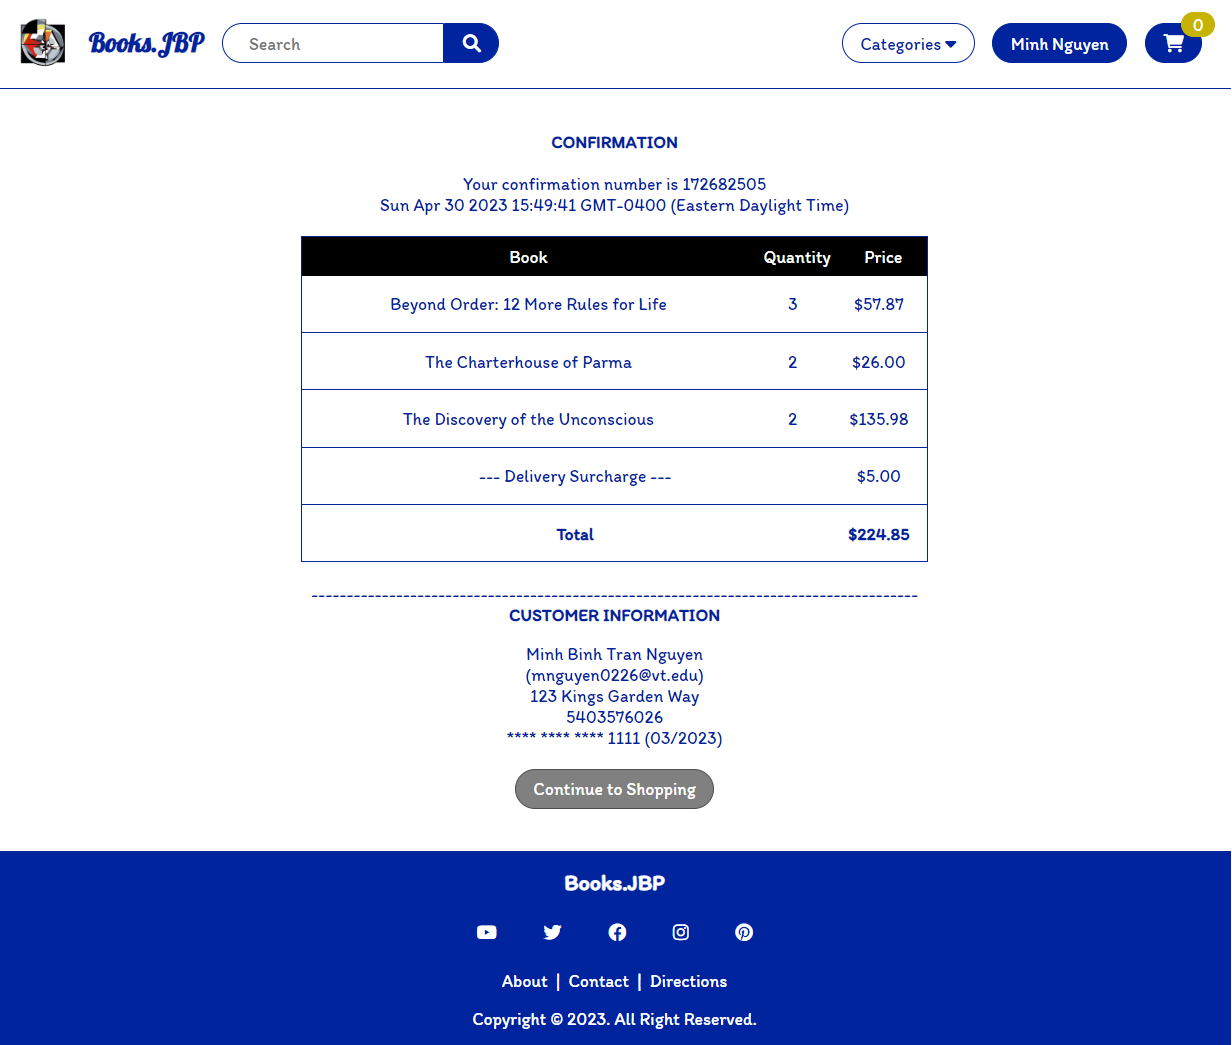 Books.JBP
Search
Categories
Minh Nguyen
0
CONFIRMATION
Your confirmation number is 172682505
Sun Apr 30 2023 15:49:41 GMT-0400 (Eastern Daylight Time)
Book Quantity Price
Beyond Order: 12 More Rules for Life 3 $57.87
The Charterhouse of Parma 2 $26.00
The Discovery of the Unconscious 2 $135.98
--- Delivery Surcharge --- $5.00
Total $224.85
--------------------------------------------------------------------------------------
CUSTOMER INFORMATION
Minh Binh Tran Nguyen
(mnguyen0226@vt.edu)
123 Kings Garden Way
5403576026
**** **** **** 1111 (03/2023)
Continue to Shopping
Books.JBP
About | Contact | Directions
Copyright © 2023. All Right Reserved.